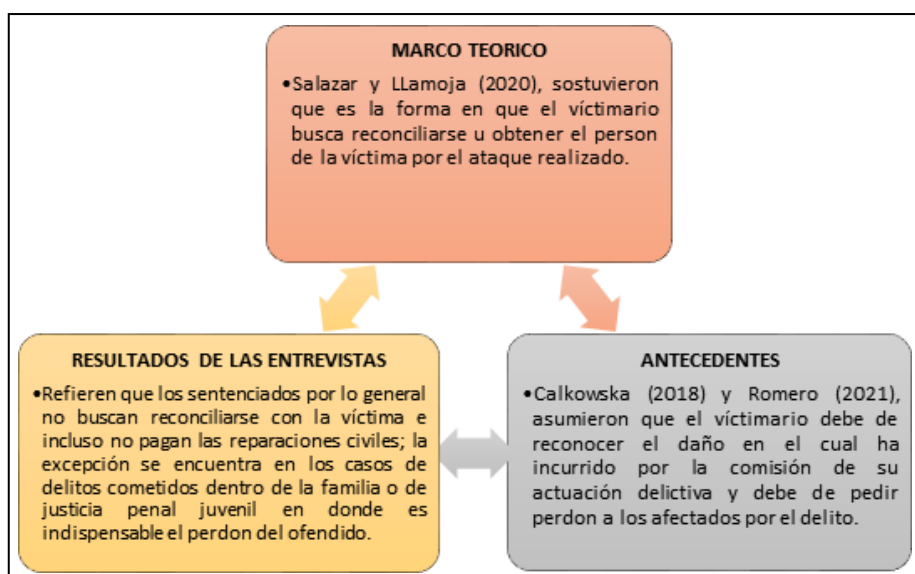 MARCO TEORICO
•Salazar y LLamoja (2020), sostuvieron
que es la forma en que el víctimario
busca reconciliarse u obtener el person
de la víctima por el ataque realizado.
RESULTADOS DE LAS ENTREVISTAS
•Refieren que los sentenciados por lo general
no buscan reconciliarse con la víctima e
incluso no pagan las reparaciones civiles; la
excepción se encuentra en los casos de
delitos cometidos dentro de la familia o de
justicia penal juvenil en donde es
indispensable el perdon del ofendido.
ANTECEDENTES
•Calkowska (2018) y Romero (2021),
asumieron que el víctimario debe de
reconocer el daño en el cual ha
incurrido por la comisión de su
actuación delictiva y debe de pedir
perdon a los afectados por el delito.